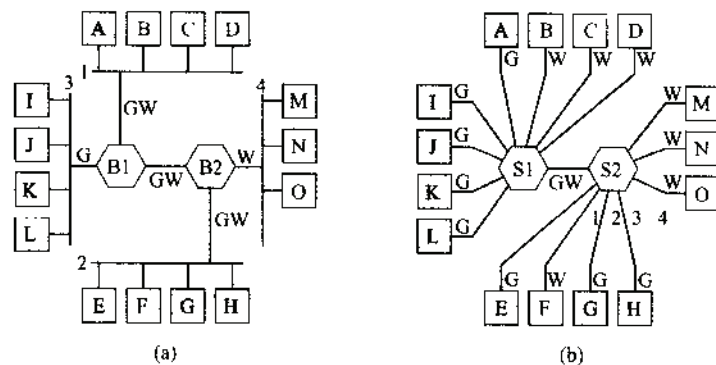 A B C D
1
3
4
I
GW
M
J
N
G B1 GW B2 W
K
O
L
GW
2
E F G H
(a)
A B C D
G W W W
I G
W M
J G
W N
S1 GW S2
K G
W O
L G
1 2 3 4
G W G G
E F G H
(b)